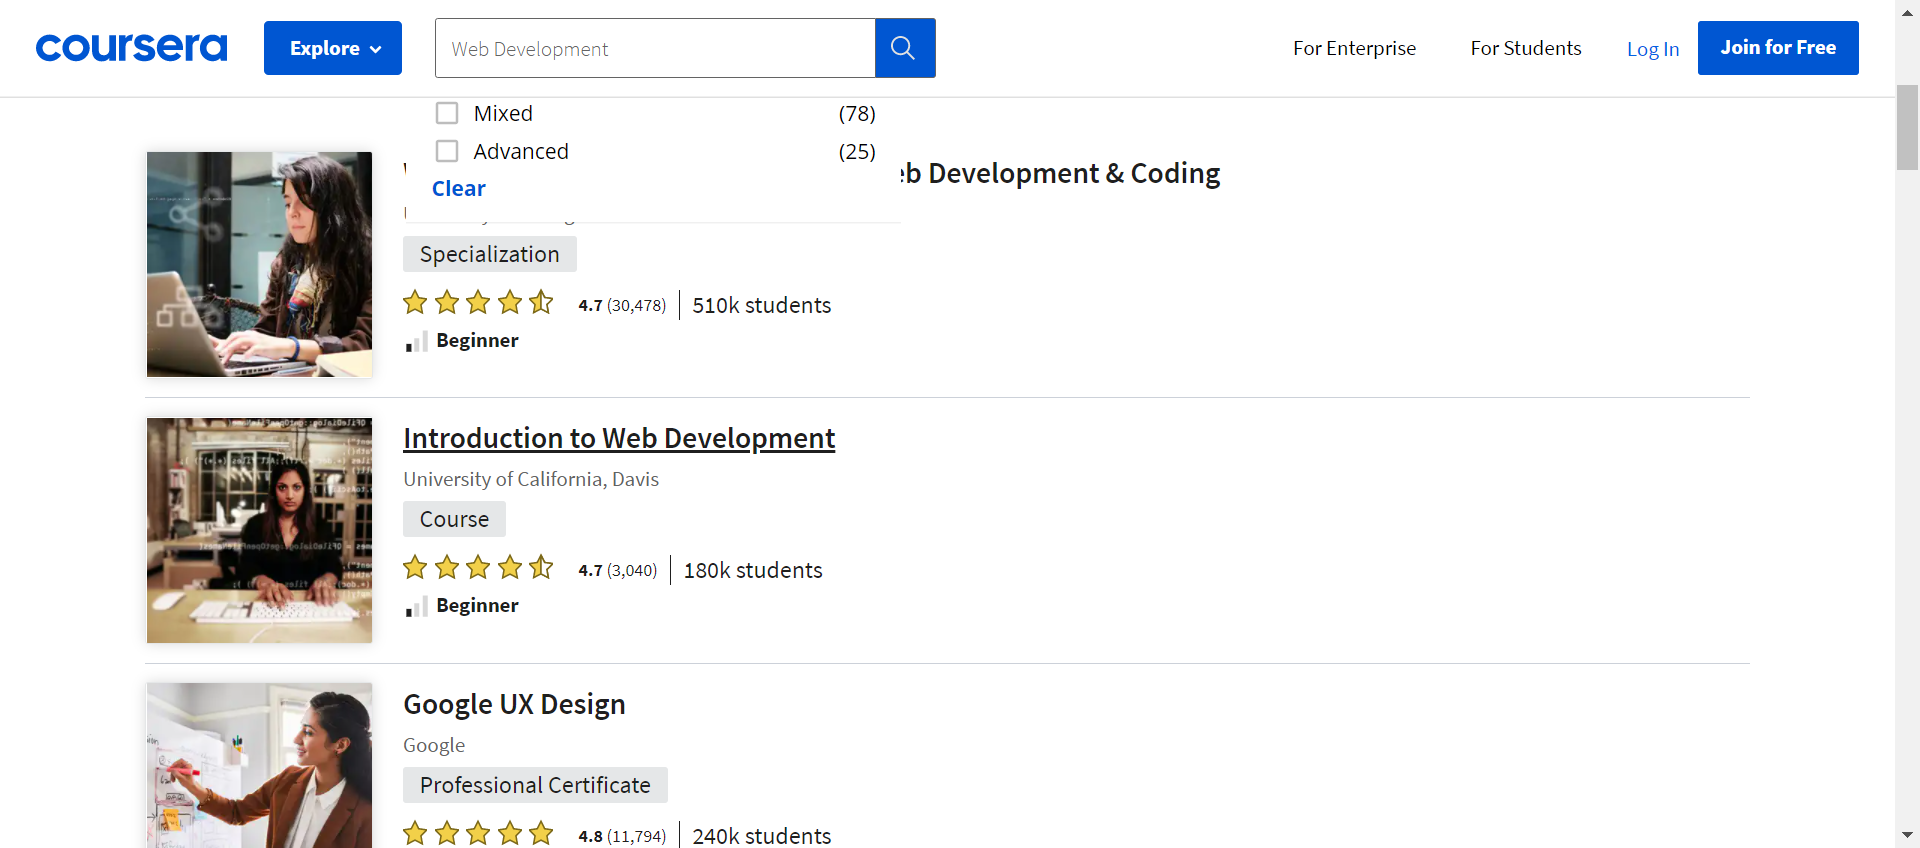 coursera
Explore
Web Development
For Enterprise
For Students
Log In
Join for Free
Mixed (78)
Advanced (25)
Clear
eb Development & Coding
Specialization
4.7 (30,478) 510k students
Beginner
Introduction to Web Development
University of California, Davis
Course
4.7 (3,040) 180k students
Beginner
Google UX Design
Google
Professional Certificate
4.8 (11,794) 240k students